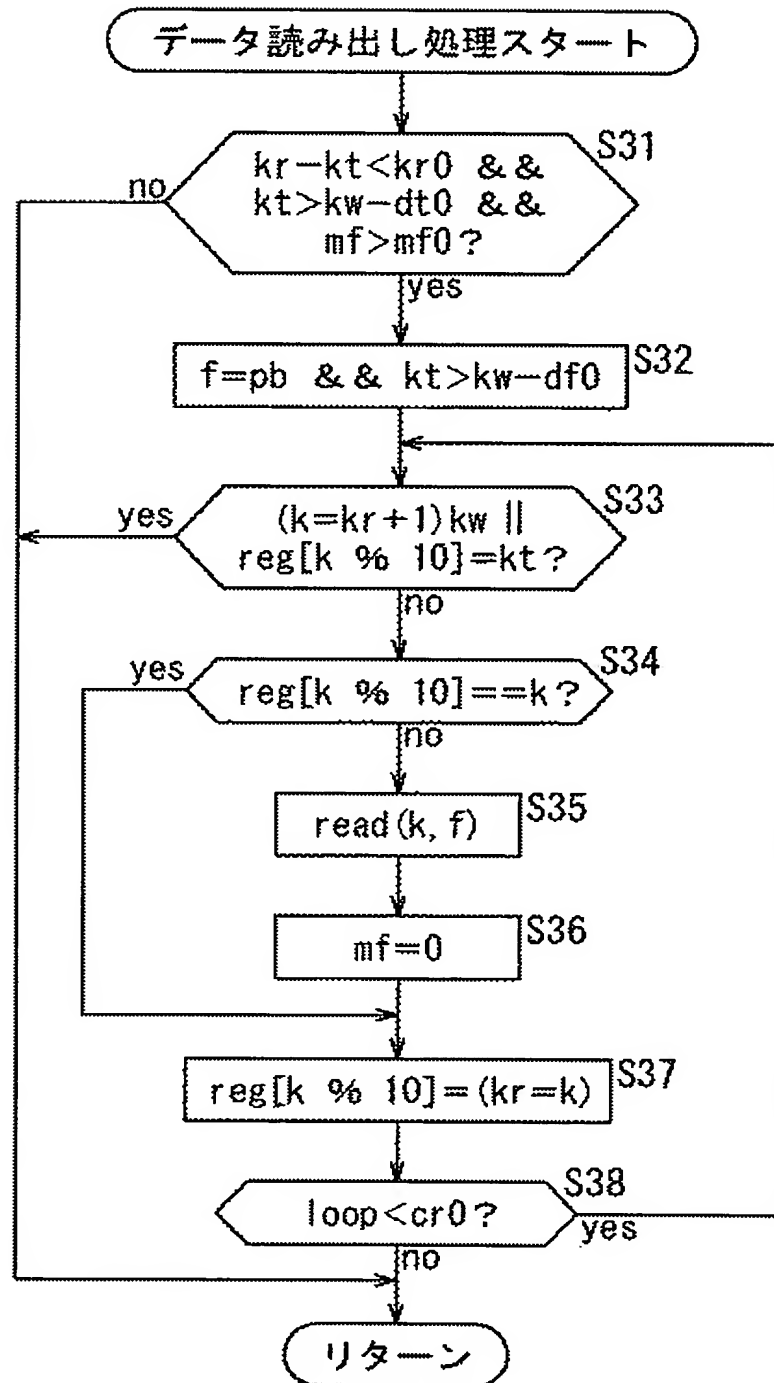 データ読み出し処理スタート
S31
kr-kt<kr0 &&
kt>kw-dt0 &&
mf>mf0?
no
yes
f=pb && kt>kw-df0
S32
S33
(k=kr+1)kw ||
reg[k % 10]=kt?
yes
no
S34
reg[k % 10]==k?
yes
no
read(k, f)
S35
mf=0
S36
reg[k % 10]=(kr=k)
S37
S38
loop<cr0?
yes
no
リターン